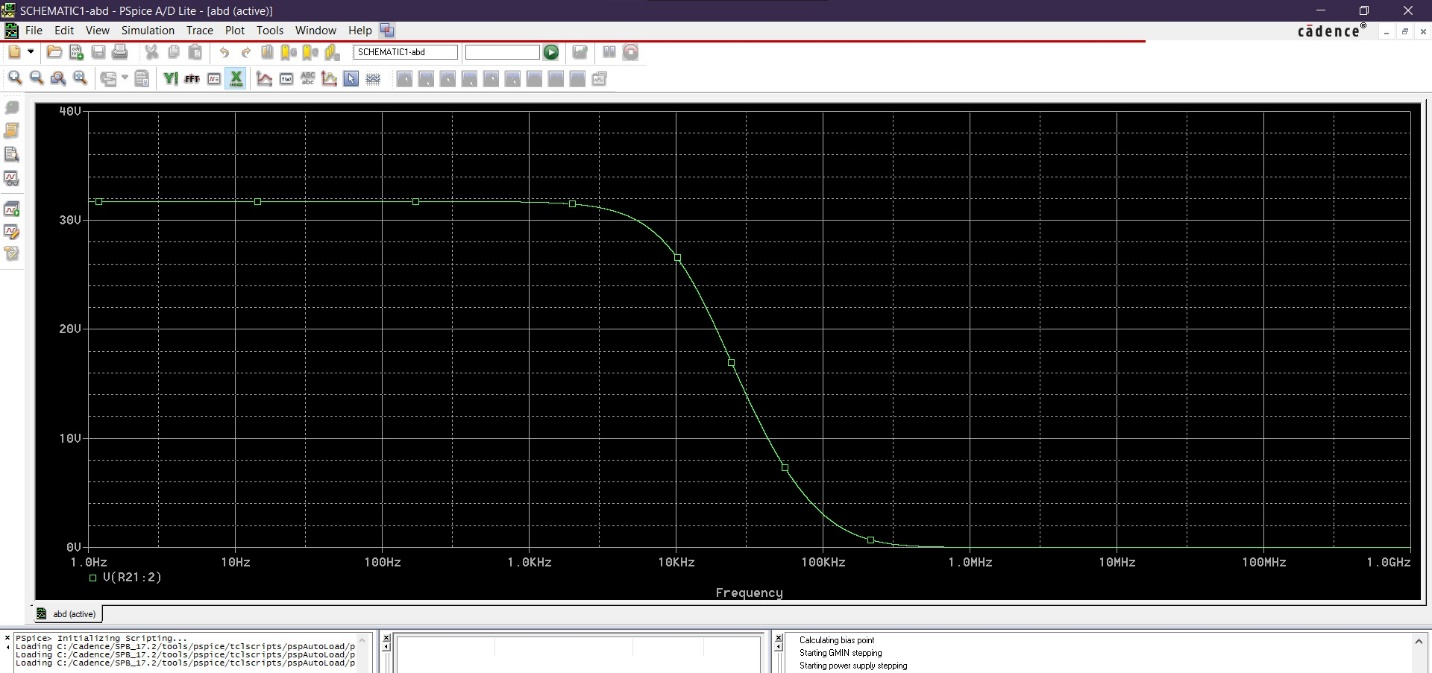 SCHEMATIC1-abd - PSpice A/D Lite - [abd (active)]
File Edit View Simulation Trace Plot Tools Window Help
cādence®
SCHEMATIC1-abd
FFT
ABC
abc
40V
30V
20V
10V
0V
1.0Hz 10Hz 100Hz 1.0KHz 10KHz 100KHz 1.0MHz 10MHz 100MHz 1.0GHz
V(R21:2)
Frequency
abd (active)
PSpice> Initializing Scripting...
Loading C:/Cadence/SPB_17.2/tools/pspice/tclscripts/pspAutoLoad/p
Loading C:/Cadence/SPB_17.2/tools/pspice/tclscripts/pspAutoLoad/p
Loading C:/Cadence/SPB_17.2/tools/pspice/tclscripts/pspAutoLoad/p
Calculating bias point
Starting GMIN stepping
Starting power supply stepping